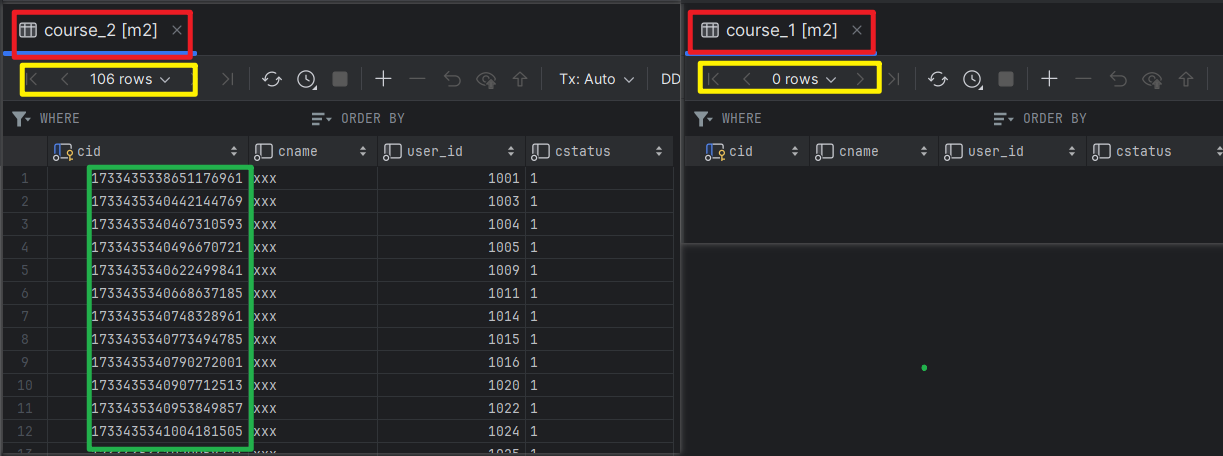 course_2 [m2]
106 rows
Tx: Auto
DD
WHERE
ORDER BY
cid cname user_id cstatus
1 1733435338651176961 xxx 1001 1
2 1733435340442144769 xxx 1003 1
3 1733435340467310593 xxx 1004 1
4 1733435340496670721 xxx 1005 1
5 1733435340622499841 xxx 1009 1
6 1733435340668637185 xxx 1011 1
7 1733435340748328961 xxx 1014 1
8 1733435340773494785 xxx 1015 1
9 1733435340790272001 xxx 1016 1
10 1733435340907712513 xxx 1020 1
11 1733435340953849857 xxx 1022 1
12 1733435341004181505 xxx 1024 1
course_1 [m2]
0 rows
WHERE
ORDER BY
cid cname user_id cstatus